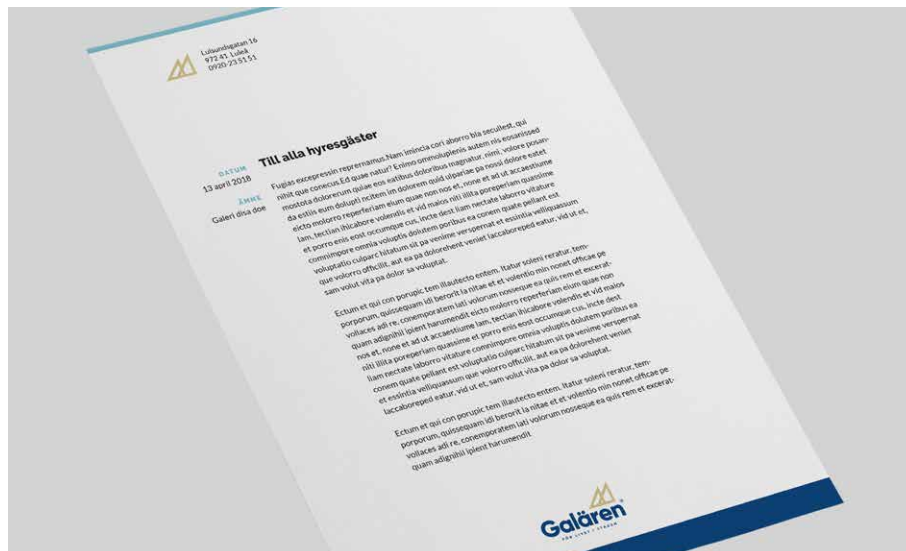 Lulsundsgatan 16
972 41 Luleå
0920-23 51 51
DATUM
13 april 2018
ÄMNE
Galeri disa doe
Till alla hyresgäster
Fugias excepressin reprernamus.Nam imincia cori aborro bla secullest, qui
nihit que conecus.Ed quae natur? Enimo ommolupienis autem nis eosanissed
mostota dolorerum quiae eos eatibus doloribus magnatur, nimi, volore posan-
da estiis eum dolupti ncitem im dolorem quid ulpariae pa nossi dolore eatet
eicto molorro reperferiam eium quae non nos et, none et ad ut accaestiume
lam, tectian ihicabore volendis et vid maios niti illita poreperiam quassime
et porro enis eost occumque cus, incte dest liam nectate laborro vitature
comnimpore omnia voluptis dolutem poribus ea conem quate pellant est
voluptatio culparc hitatum sit pa venime verspernat et essintia velliquassum
que volorro officilit, aut ea pa dolorehent veniet laccaboreped eatur, vid ut et,
sam volut vita pa dolor sa voluptat.
Ectum et qui con porupic tem illautecto entem. Itatur soleni reratur, tem-
porporum, quissequam idi berorit la nitae et et volentio min nonet officae pe
vollaces adi re, conemporatem lati volorum nosseque ea quis rem et excerat-
quam adignihil ipient harumendit eicto molorro reperferiam eium quae non
nos et, none et ad ut accaestiume lam, tectian ihicabore volendis et vid maios
niti illita poreperiam quassime et porro enis eost occumque cus, incte dest
liam nectate laborro vitature comnimpore omnia voluptis dolutem poribus ea
conem quate pellant est voluptatio culparc hitatum sit pa venime verspernat
et essintia velliquassum que volorro officilit, aut ea pa dolorehent veniet
laccaboreped eatur, vid ut et, sam volut vita pa dolor sa voluptat.
Ectum et qui con porupic tem illautecto entem. Itatur soleni reratur, tem-
porporum, quissequam idi berorit la nitae et et volentio min nonet officae pe
vollaces adi re, conemporatem lati volorum nosseque ea quis rem et excerat-
quam adignihil ipient harumendit
Galären